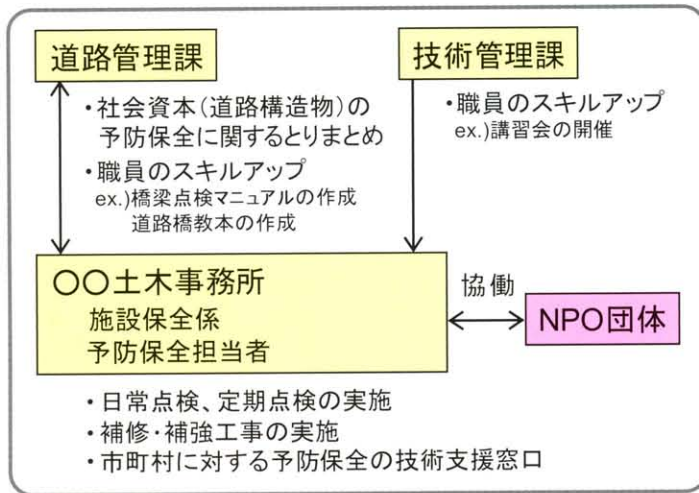 道路管理課
・社会資本(道路構造物)の
予防保全に関するとりまとめ
・職員のスキルアップ
ex.)橋梁点検マニュアルの作成
道路橋教本の作成
技術管理課
・職員のスキルアップ
ex.)講習会の開催
〇〇土木事務所
施設保全係
予防保全担当者
協働
NPO団体
・日常点検、定期点検の実施
・補修・補強工事の実施
・市町村に対する予防保全の技術支援窓口